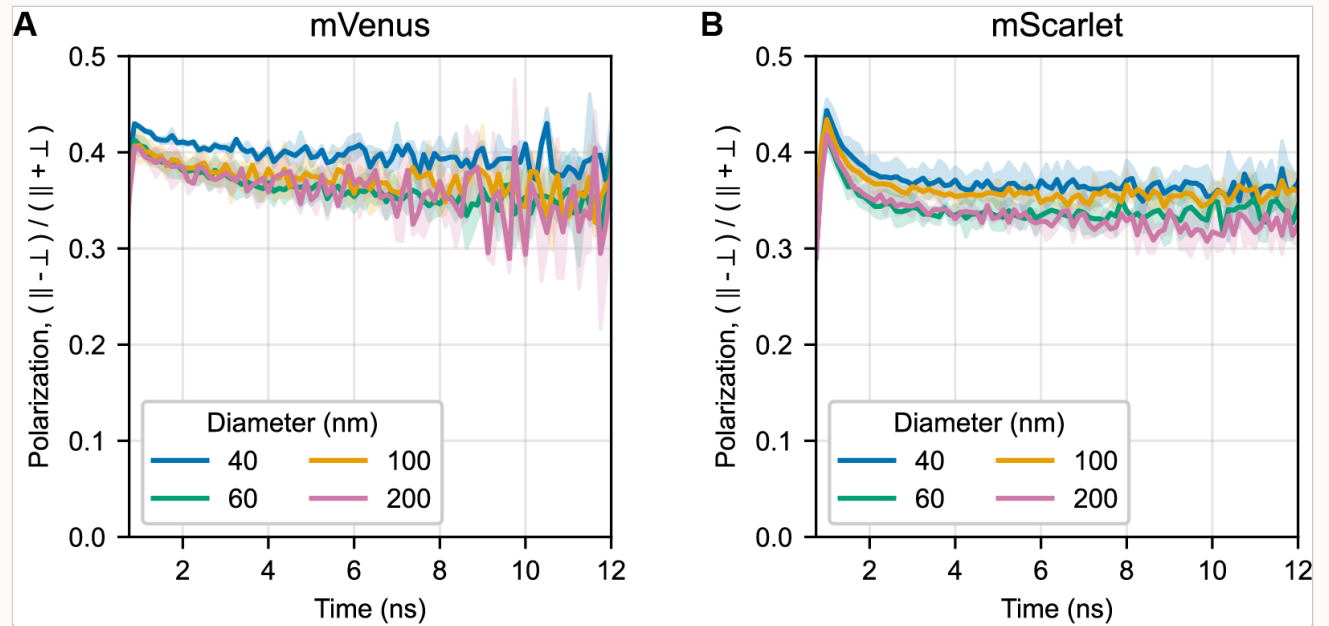 A
mVenus
0.5
0.4
0.3
0.2
0.1
0.0
Polarization, ( || - ⊥ ) / ( || + ⊥ )
Diameter (nm)
40 100
60 200
2 4 6 8 10 12
Time (ns)
B
mScarlet
0.5
0.4
0.3
0.2
0.1
0.0
Polarization, ( || - ⊥ ) / ( || + ⊥ )
Diameter (nm)
40 100
60 200
2 4 6 8 10 12
Time (ns)